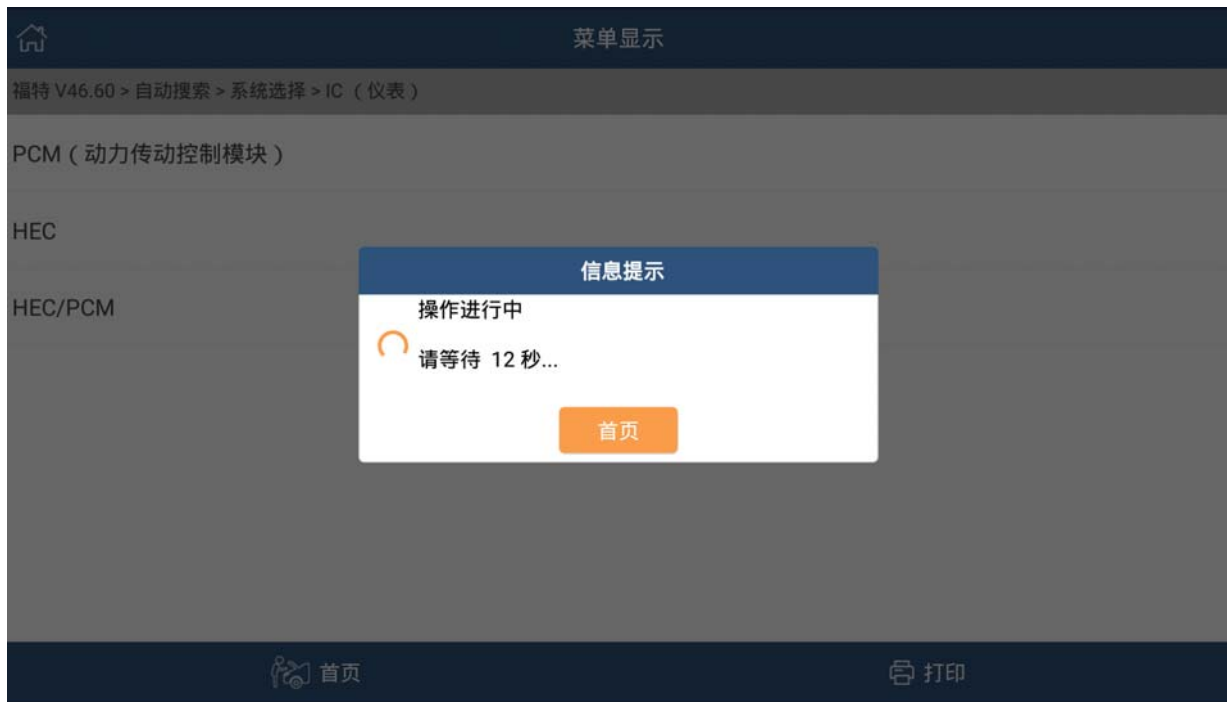 菜单显示
福特 V46.60 > 自动搜索 > 系统选择 > IC （仪表）
PCM（动力传动控制模块）
HEC
信息提示
HEC/PCM
操作进行中
请等待 12 秒...
首页
首页
打印